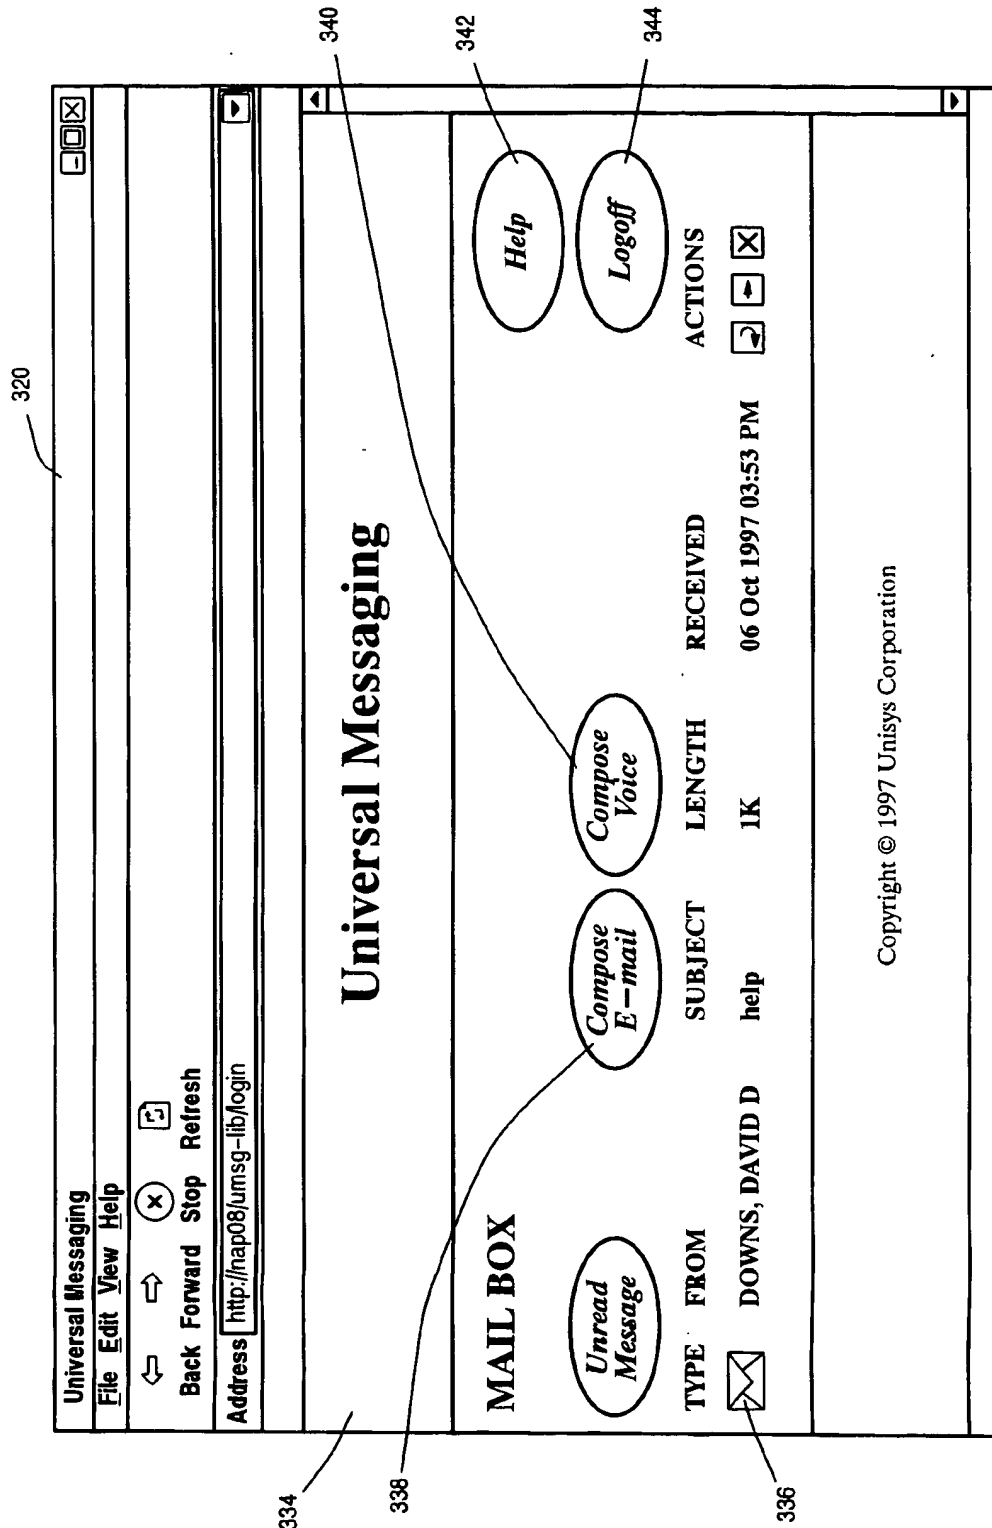 320
Universal Messaging
File Edit View Help
Back Forward Stop Refresh
Address http://nap08/umsg-lib/login
334
Universal Messaging
340
MAIL BOX
Help
342
338
Unread Message
Compose E-mail
Compose Voice
Logoff
344
TYPE FROM SUBJECT LENGTH RECEIVED ACTIONS
DOWNS, DAVID D help 1K 06 Oct 1997 03:53 PM
336
Copyright © 1997 Unisys Corporation